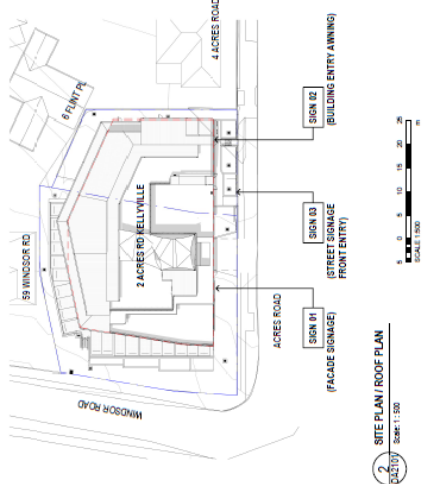 4 ACRES ROAD
6 FLINT PL
59 WINDSOR RD
2 ACRES RD KELLYVILLE
WINDSOR ROAD
ACRES ROAD
SIGN 01
(FACADE SIGNAGE)
SIGN 03
(STREET SIGNAGE
FRONT ENTRY)
SIGN 02
(BUILDING ENTRY AWNING)
2
DA2101
SITE PLAN / ROOF PLAN
Scale: 1 : 500
5 0 5 10 15 20 25
m
SCALE 1:500